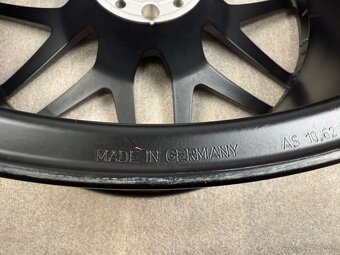 MADE IN GERMANY AS 10.62